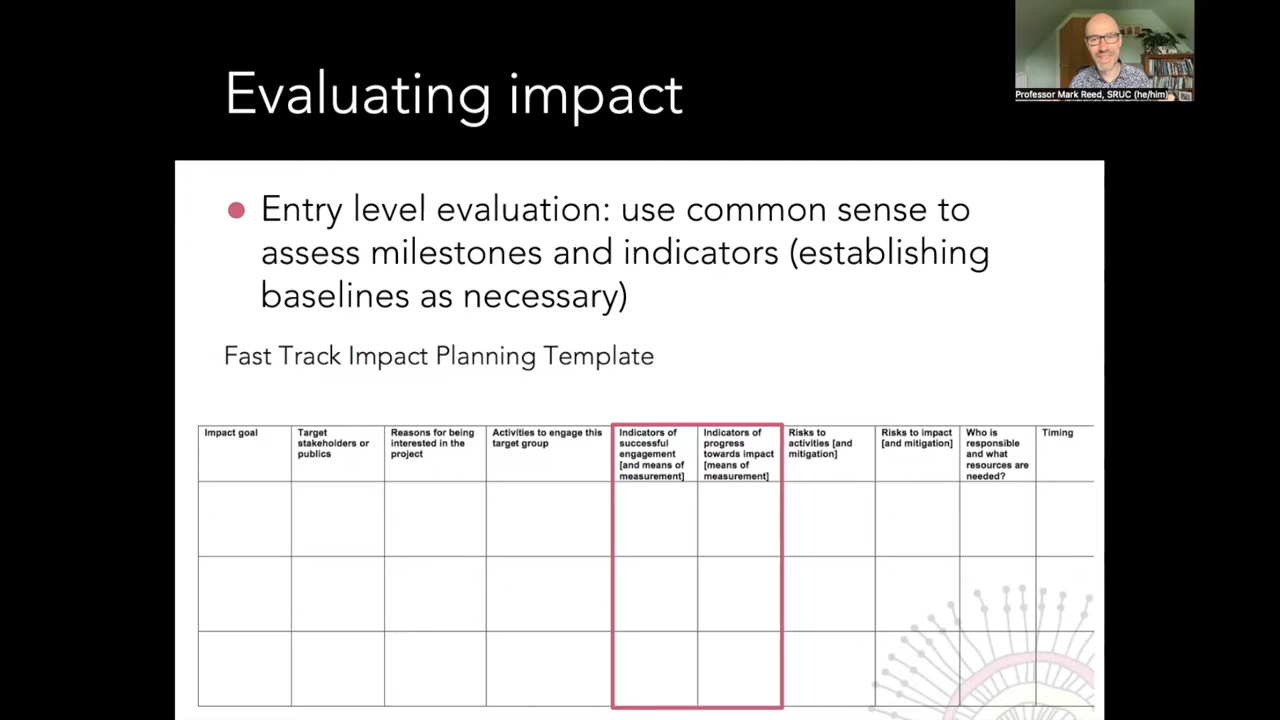 Evaluating impact
Professor Mark Reed, SRUC (he/him)
Entry level evaluation: use common sense to
assess milestones and indicators (establishing
baselines as necessary)
Fast Track Impact Planning Template
Impact goal
Target
stakeholders or
publics
Reasons for being
interested in the
project
Activities to engage this
target group
Indicators of
successful
engagement
[and means of
measurement]
Indicators of
progress
towards impact
[means of
measurement]
Risks to
activities [and
mitigation]
Risks to impact
[and mitigation]
Who is
responsible
and what
resources are
needed?
Timing